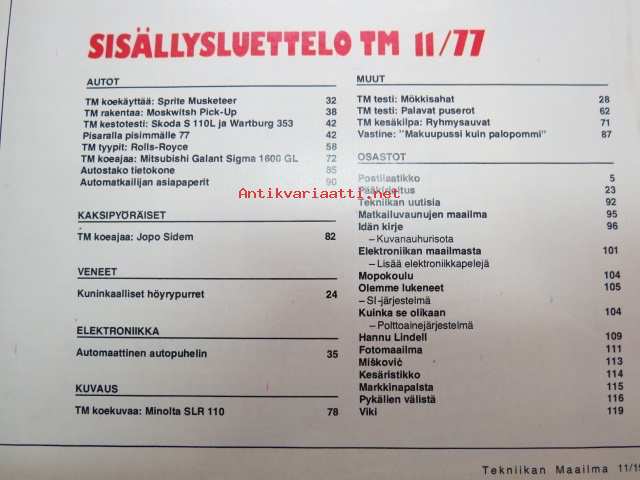 SISÄLLYSLUETTELO TM 11/77
AUTOT
TM koekäyttää: Sprite Musketeer 32
TM rakentaa: Moskwitsh Pick-Up 38
TM kestotesti: Skoda S 110L ja Wartburg 353 42
Pisaralla pisimmälle 77 42
TM tyypit: Rolls-Royce 58
TM koeajaa: Mitsubishi Galant Sigma 1600 GL 72
Autostako tietokone 85
Automatkailijan asiapaperit 90
KAKSIPYÖRÄISET
TM koeajaa: Jopo Sidem 82
VENEET
Kuninkaalliset höyrypurret 24
ELEKTRONIIKKA
Automaattinen autopuhelin 35
KUVAUS
TM koekuvaa: Minolta SLR 110 78
MUUT
TM testi: Mökkisahat 28
TM testi: Palavat puserot 62
TM kesäkilpa: Ryhmysauvat 71
Vastine: "Makuupussi kuin palopommi" 87
OSASTOT
Postilaatikko 5
Pääkirjoitus 23
Tekniikan uutisia 92
Matkailuvaunujen maailma 95
Idän kirje 96
– Kuvanauhurisota
Elektroniikan maailmasta 101
– Lisää elektroniikkapelejä
Mopokoulu 104
Olemme lukeneet 105
– SI-järjestelmä
Kuinka se olikaan 104
– Polttoainejärjestelmä
Hannu Lindell 109
Fotomaailma 111
Mišković 113
Kesäristikko 114
Markkinapalsta 115
Pykälien välistä 116
Viki 119
Antikvariaatti.net
Tekniikan Maailma 11/19